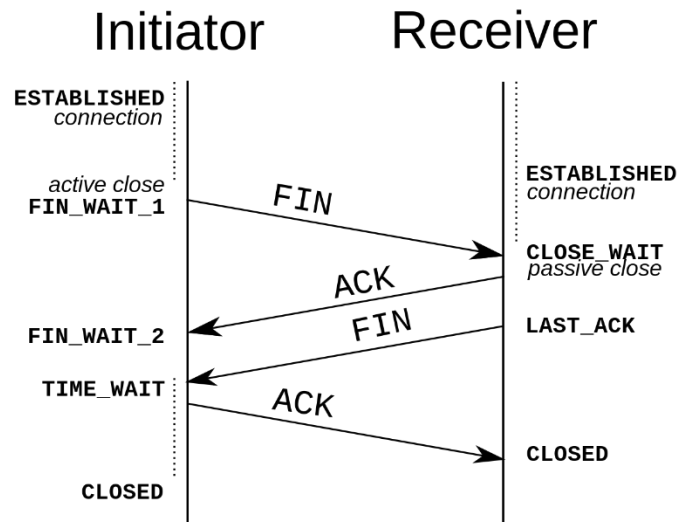 Initiator
Receiver
ESTABLISHED
connection
active close
FIN_WAIT_1
FIN
ESTABLISHED
connection
CLOSE_WAIT
passive close
ACK
FIN
FIN_WAIT_2
LAST_ACK
TIME_WAIT
ACK
CLOSED
CLOSED